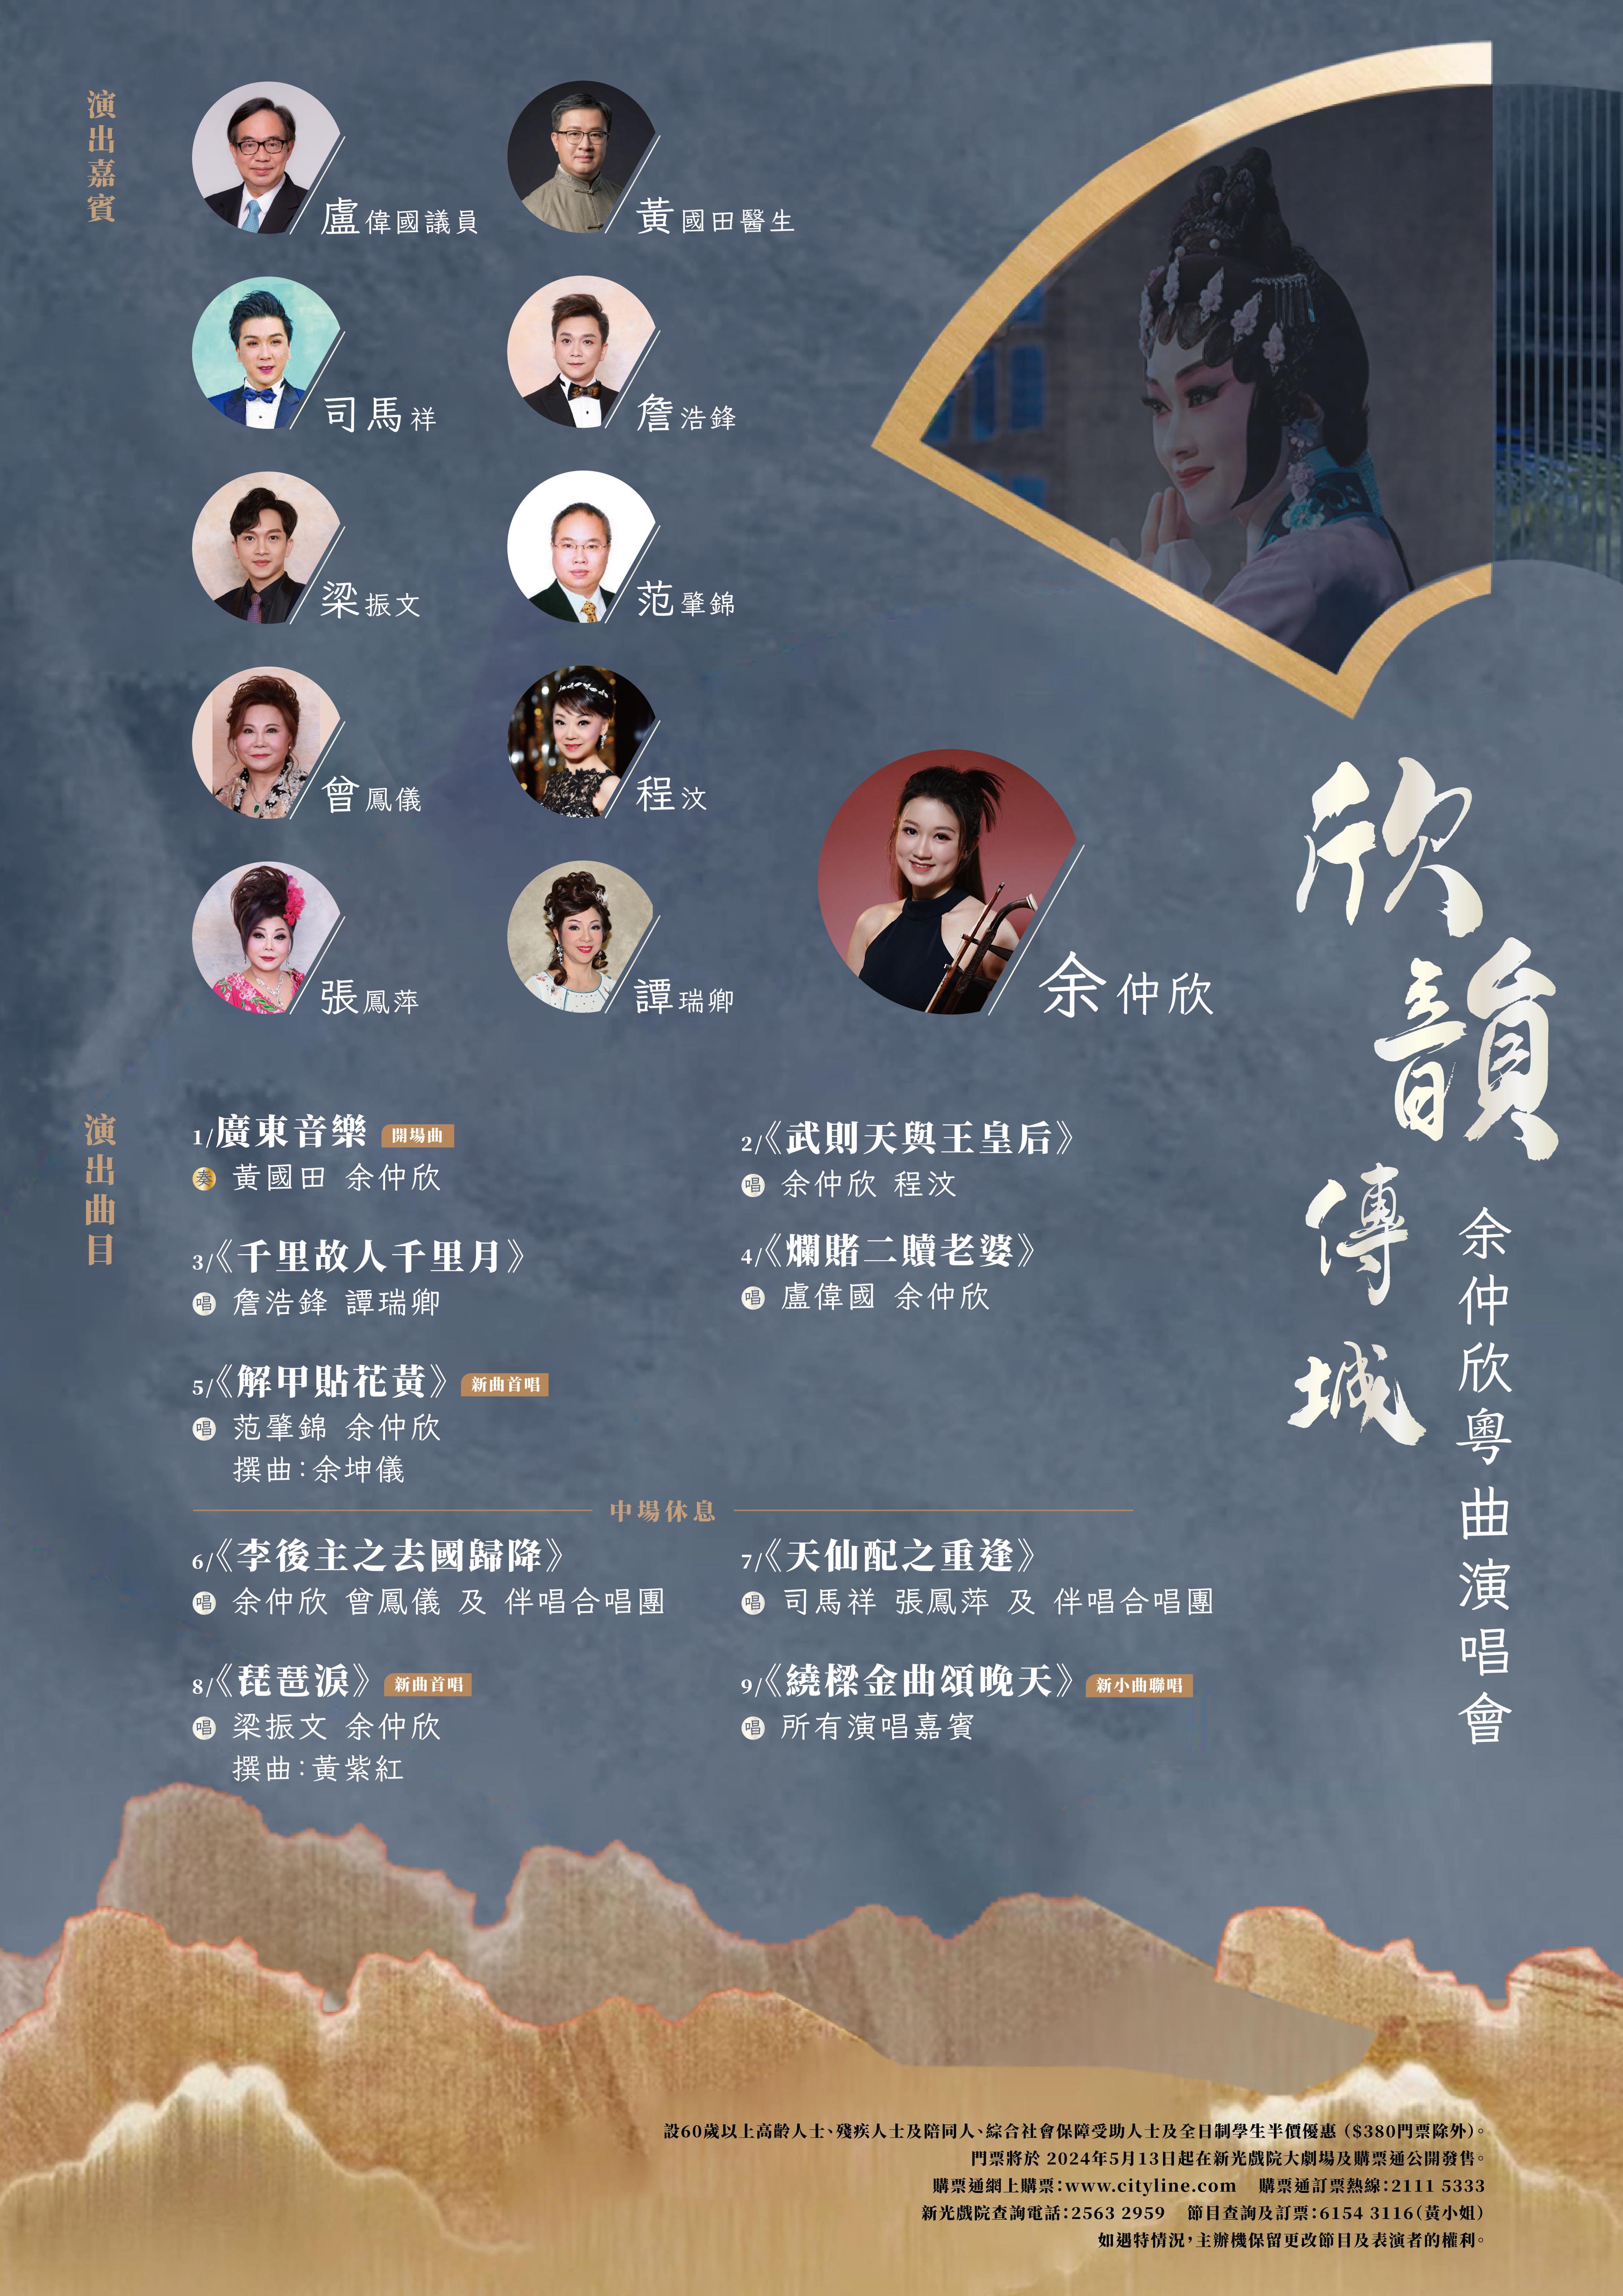 演出嘉賓
盧偉國議員
黃國田醫生
司馬祥
詹浩鋒
梁振文
范肇錦
曾鳳儀
程汶
張鳳萍
譚瑞卿
余仲欣
欣韻傳城
余仲欣粵曲演唱會
演出曲目
1/廣東音樂 開場曲
奏 黃國田 余仲欣
2/《武則天與王皇后》
唱 余仲欣 程汶
3/《千里故人千里月》
唱 詹浩鋒 譚瑞卿
4/《爛賭二贖老婆》
唱 盧偉國 余仲欣
5/《解甲貼花黃》 新曲首唱
唱 范肇錦 余仲欣
撰曲：余坤儀
中場休息
6/《李後主之去國歸降》
唱 余仲欣 曾鳳儀 及 伴唱合唱團
7/《天仙配之重逢》
唱 司馬祥 張鳳萍 及 伴唱合唱團
8/《琵琶淚》 新曲首唱
唱 梁振文 余仲欣
撰曲：黃紫紅
9/《繞樑金曲頌晚天》 新小曲聯唱
唱 所有演唱嘉賓
設60歲以上高齡人士、殘疾人士及陪同人、綜合社會保障受助人士及全日制學生半價優惠（$380門票除外）。
門票將於 2024年5月13日起在新光戲院大劇場及購票通公開發售。
購票通網上購票：www.cityline.com 購票通訂票熱線：2111 5333
新光戲院查詢電話：2563 2959 節目查詢及訂票：6154 3116（黃小姐）
如遇特情況，主辦機保留更改節目及表演者的權利。